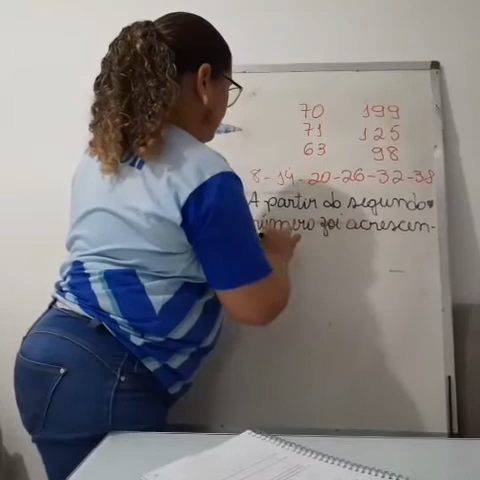 70 199
71 125
63 98
8-14-20-26-32-38
A partir do segundo
número foi acrescen-